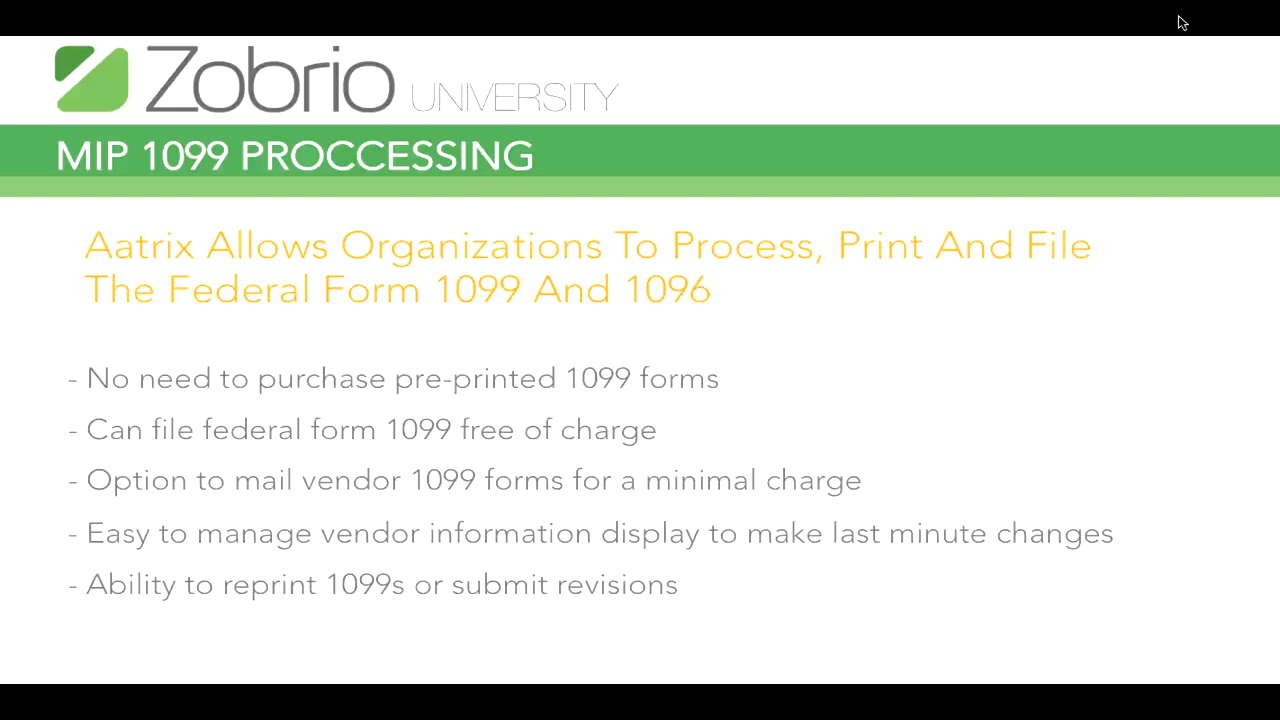 Zobrio UNIVERSITY
MIP 1099 PROCCESSING
Aatrix Allows Organizations To Process, Print And File
The Federal Form 1099 And 1096
- No need to purchase pre-printed 1099 forms
- Can file federal form 1099 free of charge
- Option to mail vendor 1099 forms for a minimal charge
- Easy to manage vendor information display to make last minute changes
- Ability to reprint 1099s or submit revisions